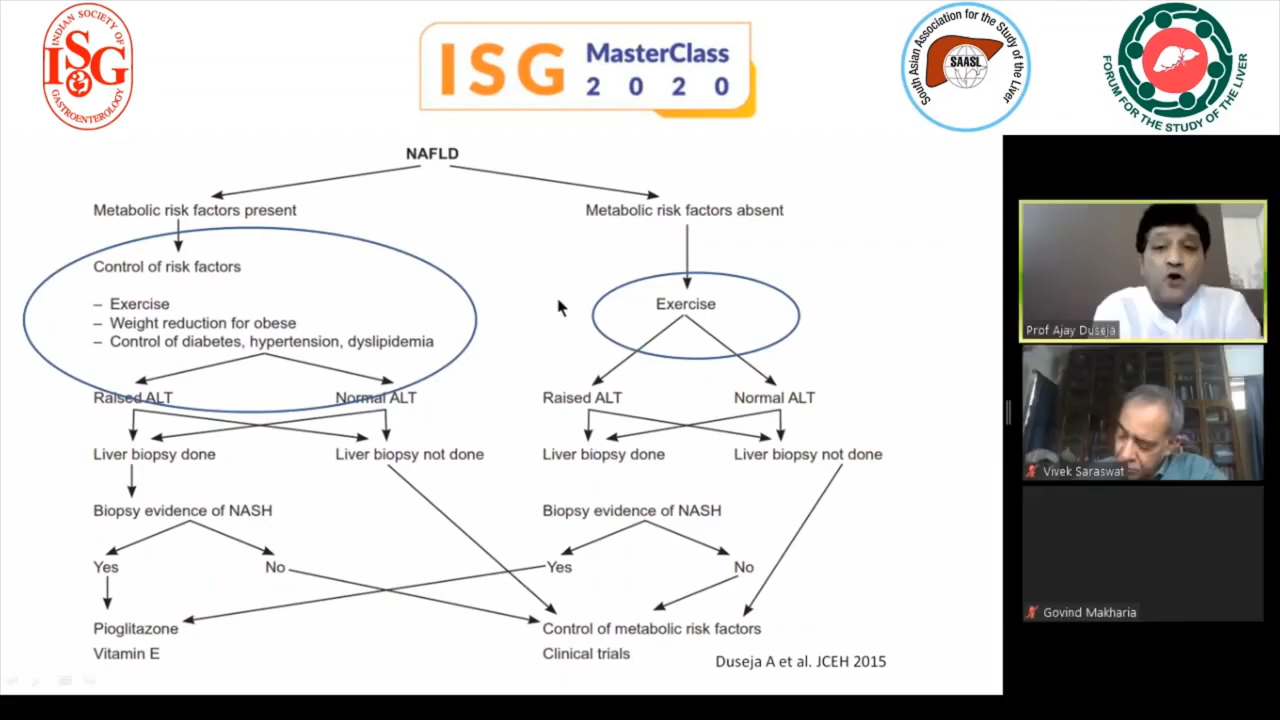 INDIAN SOCIETY OF
ISG
GASTROENTEROLOGY
ISG MasterClass
2020
South Asian Association for the Study of the Liver
SAASL
FORUM FOR THE STUDY OF THE LIVER
NAFLD
Metabolic risk factors present
Metabolic risk factors absent
Control of risk factors
– Exercise
– Weight reduction for obese
– Control of diabetes, hypertension, dyslipidemia
Exercise
Raised ALT
Normal ALT
Raised ALT
Normal ALT
Liver biopsy done
Liver biopsy not done
Liver biopsy done
Liver biopsy not done
Biopsy evidence of NASH
Biopsy evidence of NASH
Yes
No
Yes
No
Pioglitazone
Vitamin E
Control of metabolic risk factors
Clinical trials
Duseja A et al. JCEH 2015
Prof Ajay Duseja
Vivek Saraswat
Govind Makharia